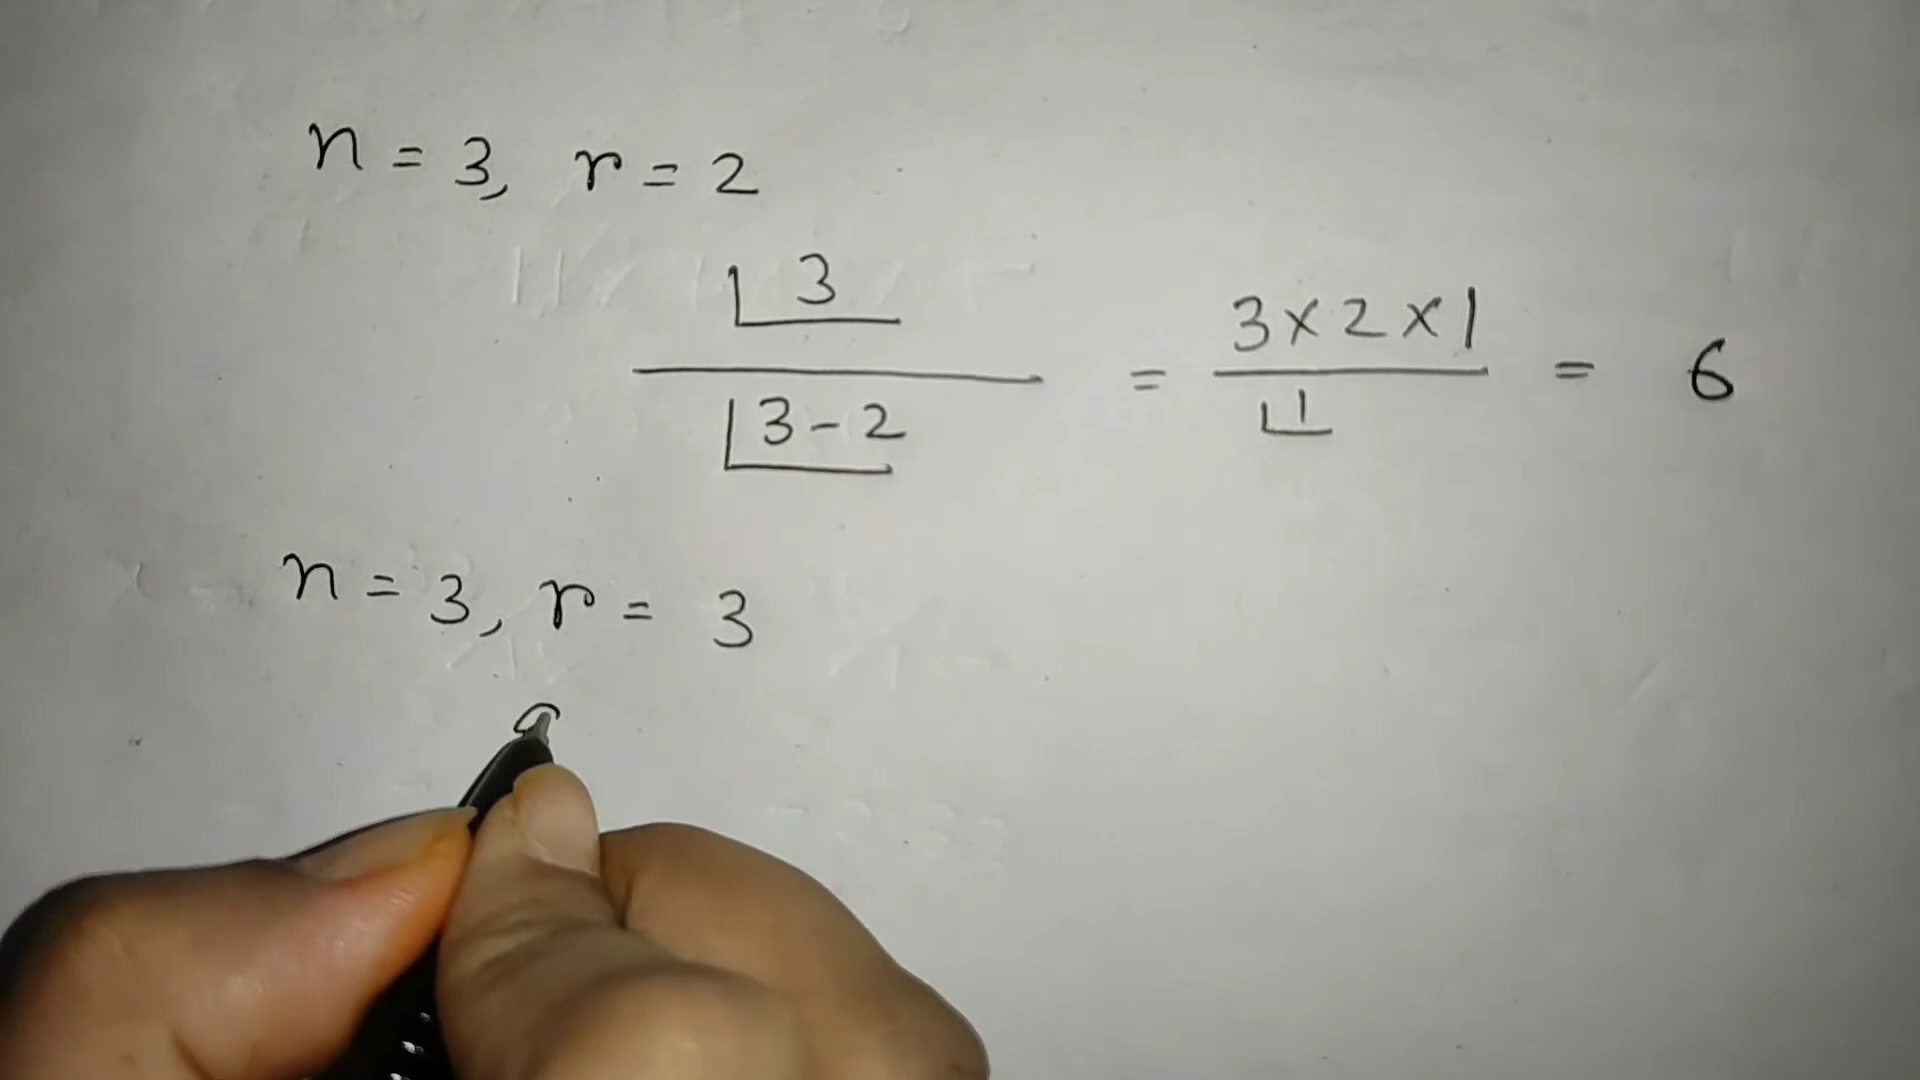 n = 3, r = 2
⌊3 / ⌊3 - 2 = 3 × 2 × 1 / ⌊1 = 6
n = 3, r = 3